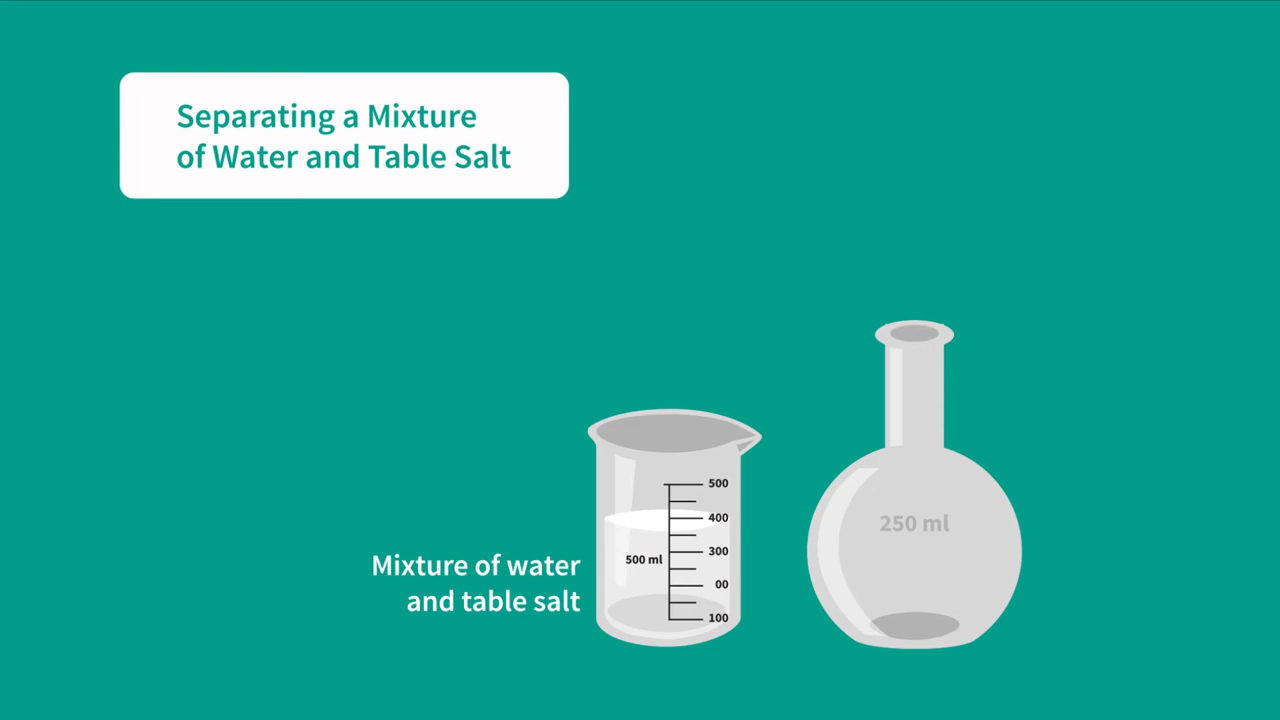 Separating a Mixture
of Water and Table Salt
500
400
300
500 ml
00
100
250 ml
Mixture of water
and table salt